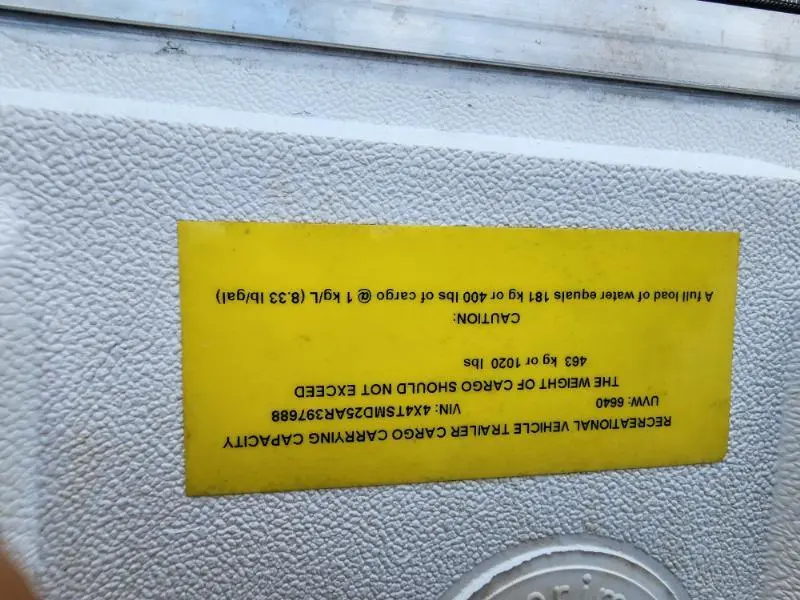 RECREATIONAL VEHICLE TRAILER CARGO CARRYING CAPACITY
UVW: 6640 VIN: 4X4TSMD25AR397688
THE WEIGHT OF CARGO SHOULD NOT EXCEED
463 kg or 1020 lbs
CAUTION:
A full load of water equals 181 kg or 400 lbs of cargo @ 1 kg/L (8.33 lb/gal)